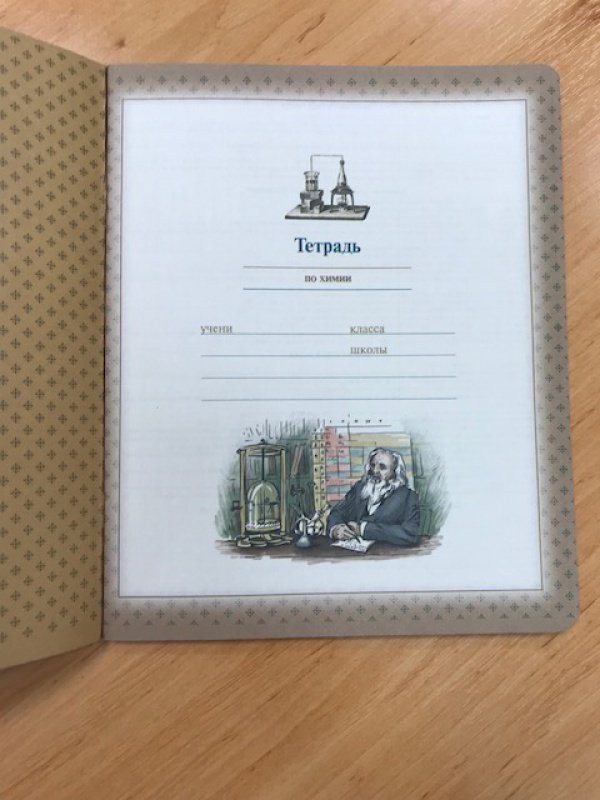 Тетрадь
по химии
учени класса
школы